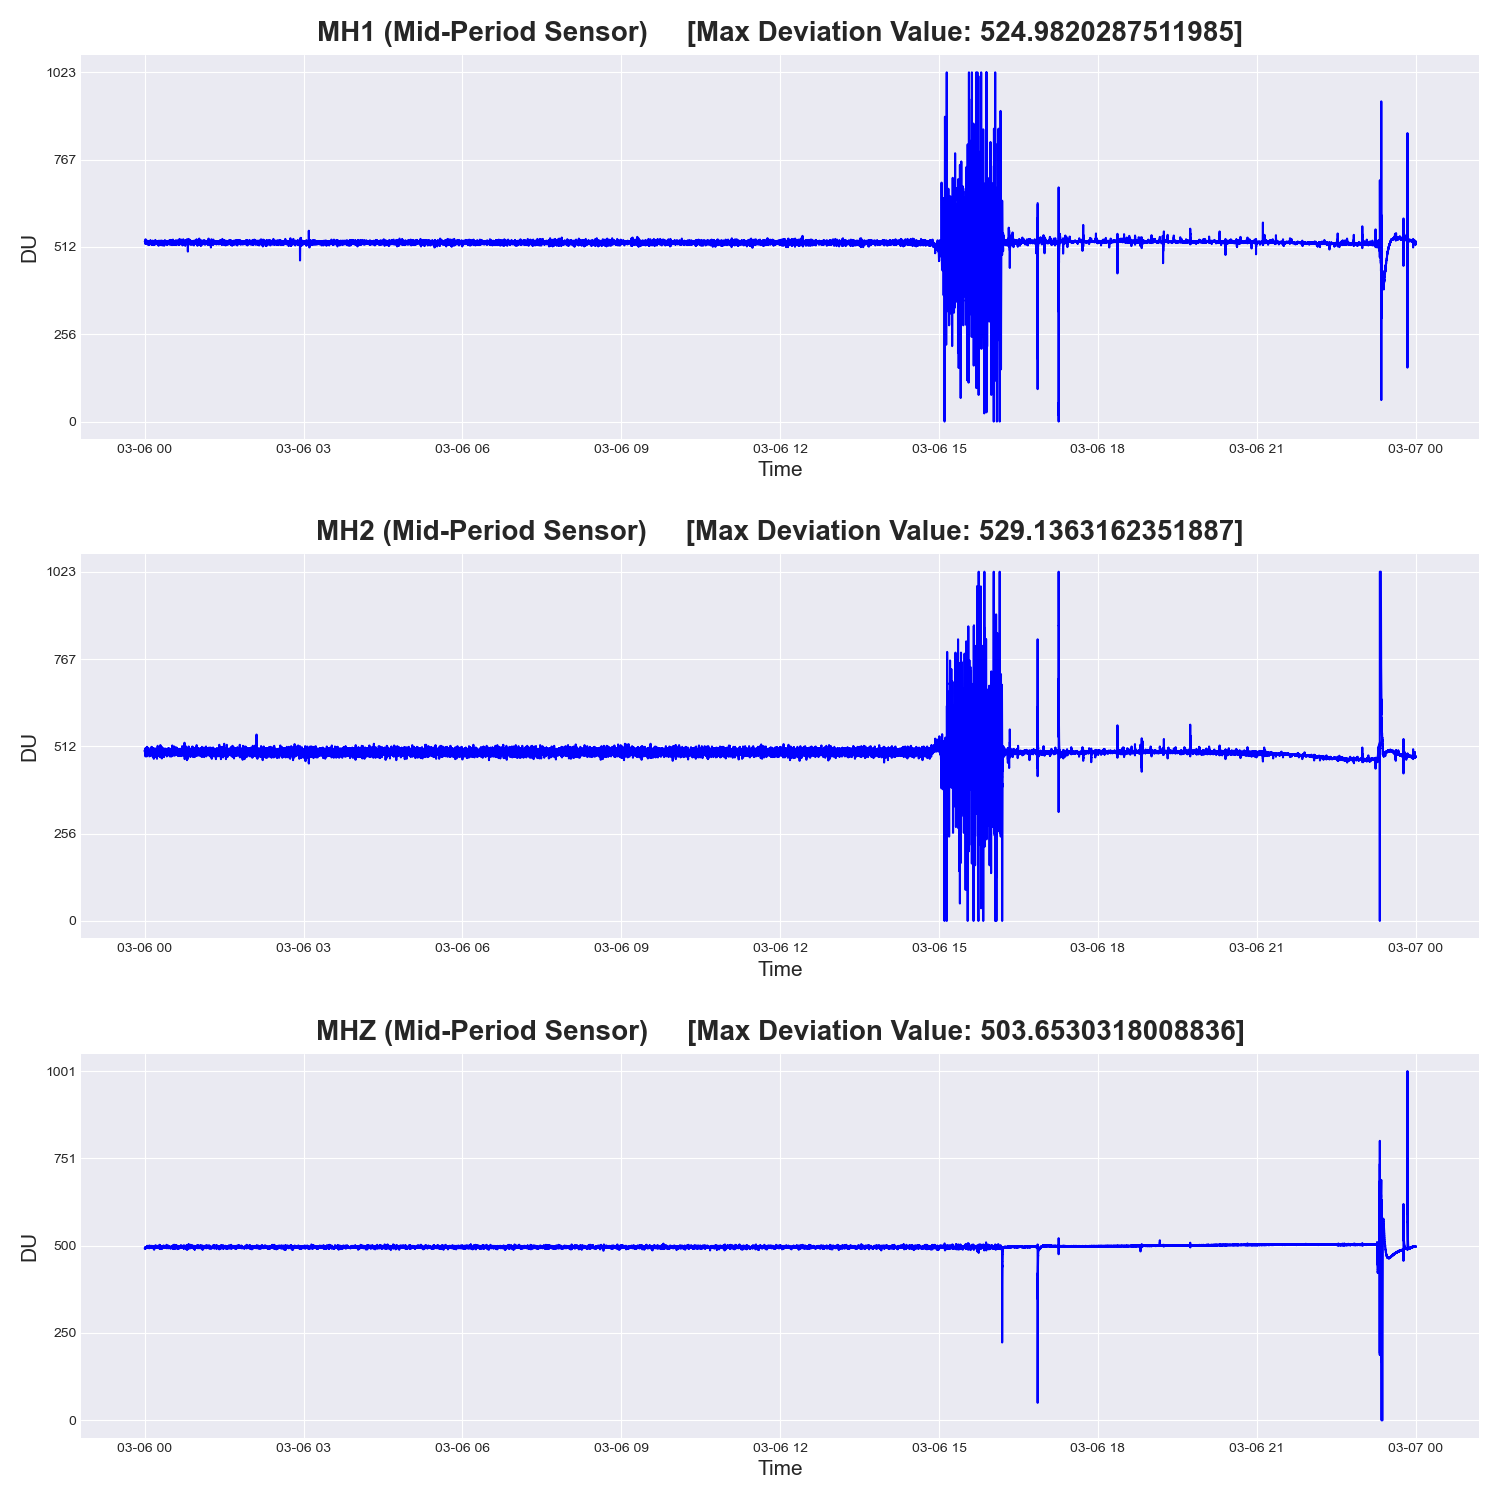 MH1 (Mid-Period Sensor) [Max Deviation Value: 524.9820287511985]
1023
767
512
256
0
DU
03-06 00 03-06 03 03-06 06 03-06 09 03-06 12 03-06 15 03-06 18 03-06 21 03-07 00
Time
MH2 (Mid-Period Sensor) [Max Deviation Value: 529.1363162351887]
1023
767
512
256
0
DU
03-06 00 03-06 03 03-06 06 03-06 09 03-06 12 03-06 15 03-06 18 03-06 21 03-07 00
Time
MHZ (Mid-Period Sensor) [Max Deviation Value: 503.6530318008836]
1001
751
500
250
0
DU
03-06 00 03-06 03 03-06 06 03-06 09 03-06 12 03-06 15 03-06 18 03-06 21 03-07 00
Time